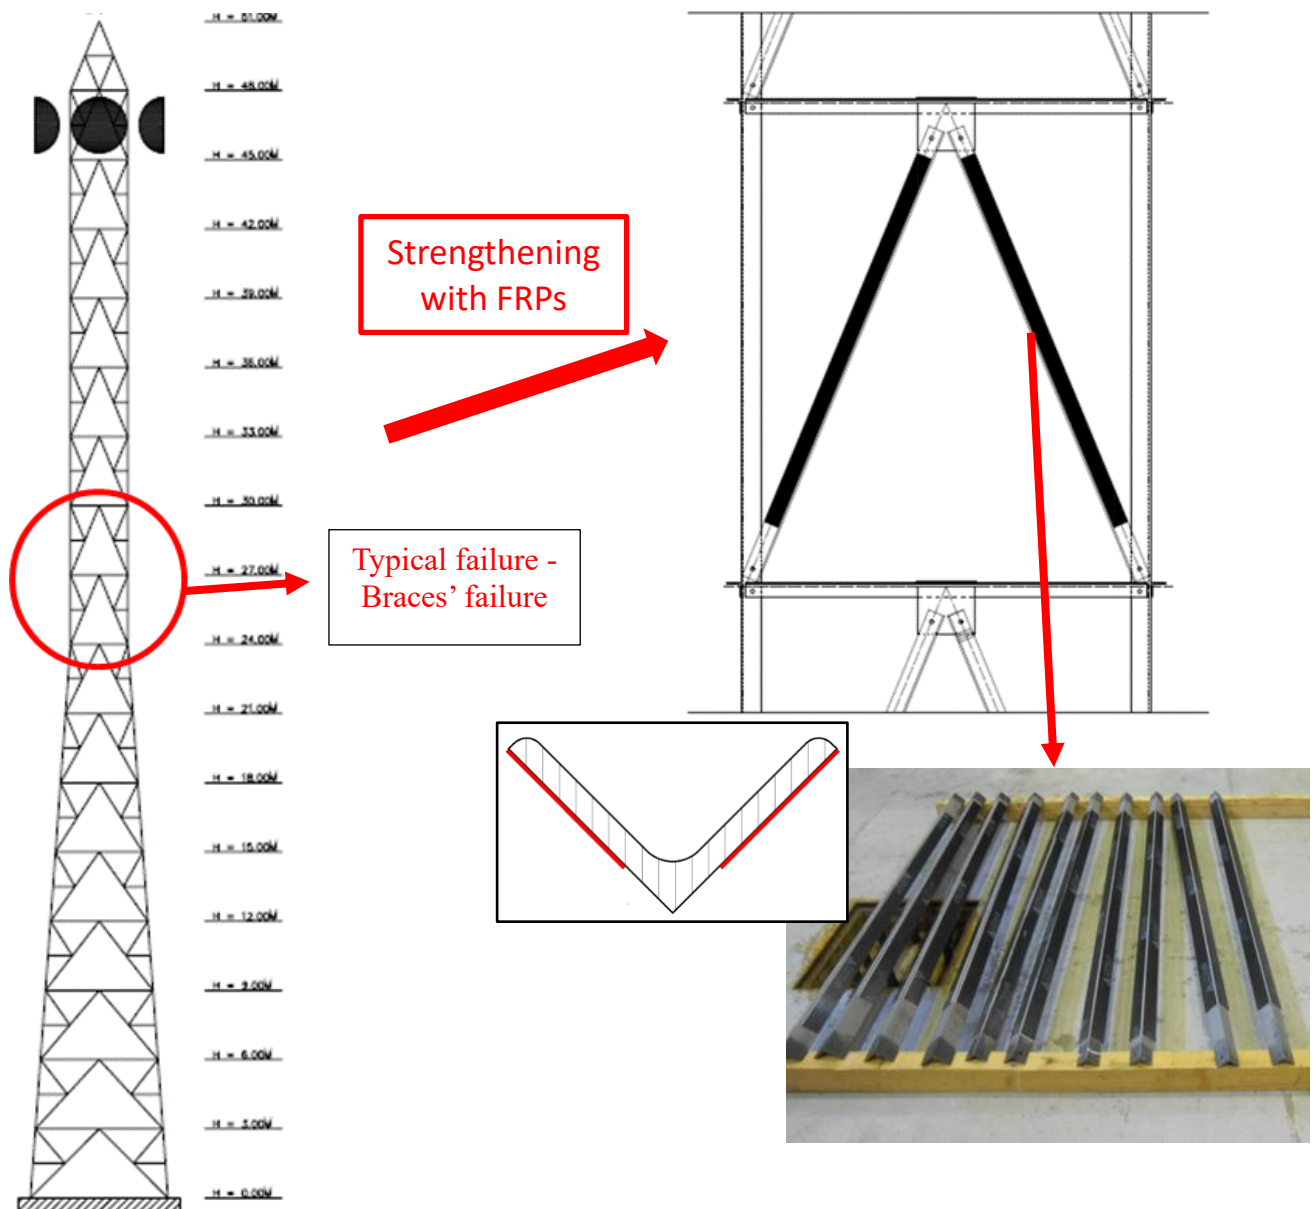 H = 51.00M
H = 48.00M
H = 45.00M
H = 42.00M
H = 39.00M
H = 36.00M
H = 33.00M
H = 30.00M
H = 27.00M
H = 24.00M
H = 21.00M
H = 18.00M
H = 15.00M
H = 12.00M
H = 9.00M
H = 6.00M
H = 3.00M
H = 0.00M
Strengthening
with FRPs
Typical failure -
Braces’ failure